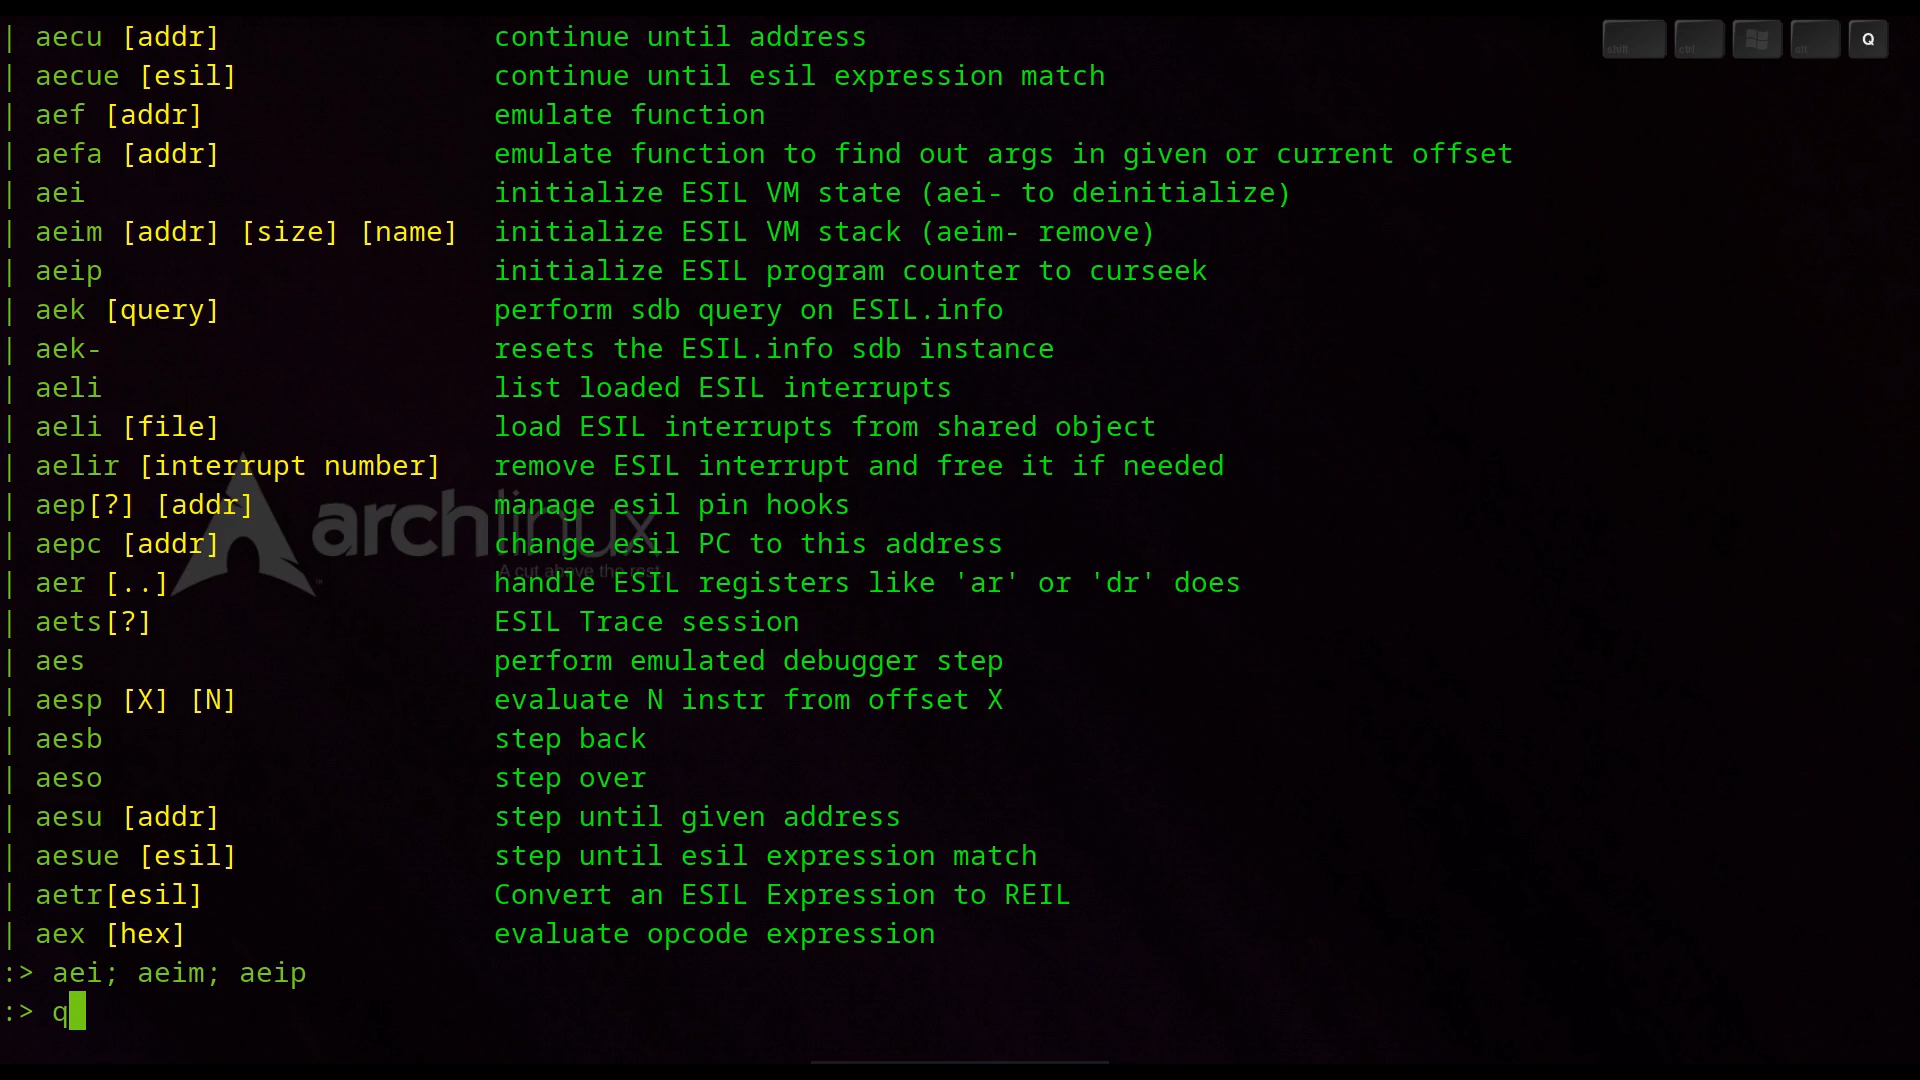 | aecu [addr] continue until address
| aecue [esil] continue until esil expression match
| aef [addr] emulate function
| aefa [addr] emulate function to find out args in given or current offset
| aei initialize ESIL VM state (aei- to deinitialize)
| aeim [addr] [size] [name] initialize ESIL VM stack (aeim- remove)
| aeip initialize ESIL program counter to curseek
| aek [query] perform sdb query on ESIL.info
| aek- resets the ESIL.info sdb instance
| aeli list loaded ESIL interrupts
| aeli [file] load ESIL interrupts from shared object
| aelir [interrupt number] remove ESIL interrupt and free it if needed
| aep[?] [addr] manage esil pin hooks
| aepc [addr] change esil PC to this address
| aer [..] handle ESIL registers like 'ar' or 'dr' does
| aets[?] ESIL Trace session
| aes perform emulated debugger step
| aesp [X] [N] evaluate N instr from offset X
| aesb step back
| aeso step over
| aesu [addr] step until given address
| aesue [esil] step until esil expression match
| aetr[esil] Convert an ESIL Expression to REIL
| aex [hex] evaluate opcode expression
:> aei; aeim; aeip
:> q
shift ctrl alt Q
archlinux
A cut above the rest.